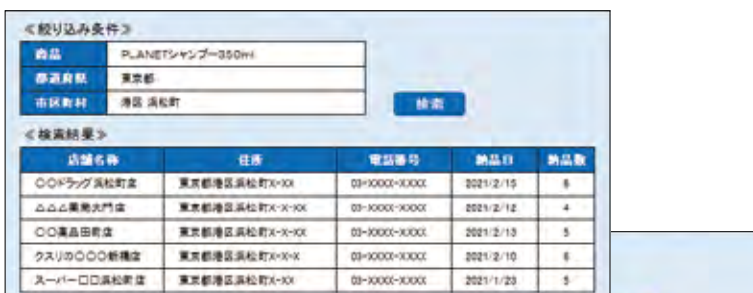 ≪絞り込み条件≫
商品 PLANETシャンプー350ml
都道府県 東京都
市区町村 港区 浜松町
検索
≪検索結果≫
店舗名称 住所 電話番号 納品日 納品数
○○ドラッグ浜松町店 東京都港区浜松町X-XX 03-XXXX-XXXX 2021/2/15 6
△△△薬局大門店 東京都港区浜松町X-X-XX 03-XXXX-XXXX 2021/2/12 4
○○薬品田町店 東京都港区浜松町X-X-XX 03-XXXX-XXXX 2021/2/13 5
クスリの○○○新橋店 東京都港区浜松町X-X-X 03-XXXX-XXXX 2021/2/10 6
スーパー□□浜松町店 東京都港区浜松町X-XX 03-XXXX-XXXX 2021/1/23 5